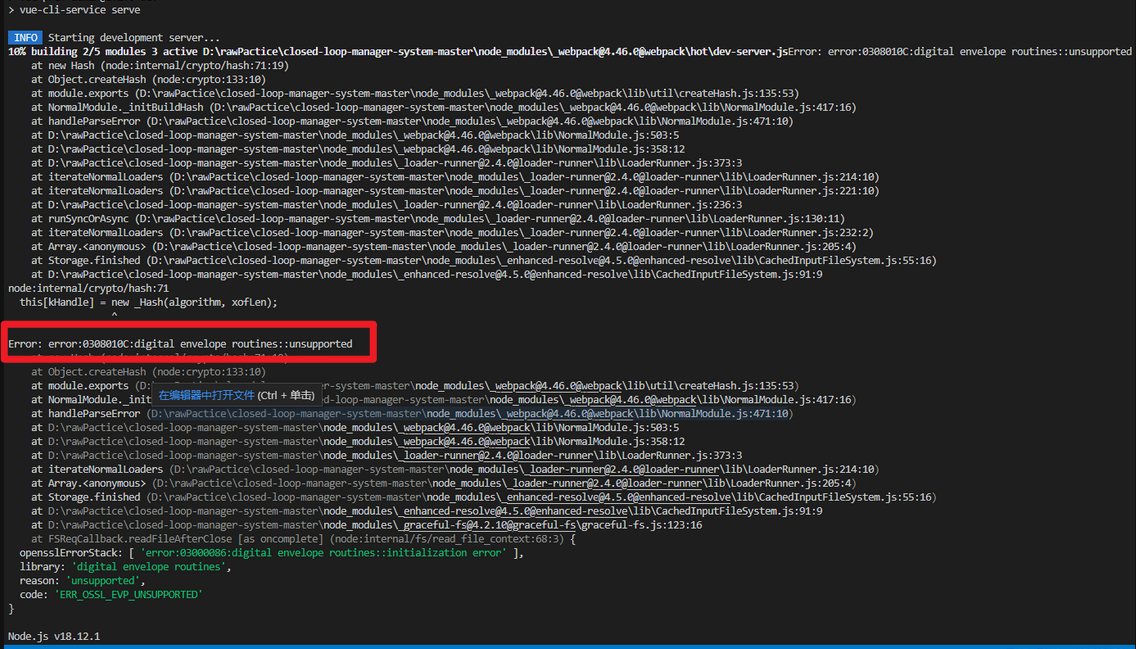 > vue-cli-service serve
INFO Starting development server...
10% building 2/5 modules 3 active D:\rawPactice\closed-loop-manager-system-master\node_modules\_webpack@4.46.0@webpack\hot\dev-server.jsError: error:0308010C:digital envelope routines::unsupported
at new Hash (node:internal/crypto/hash:71:19)
at Object.createHash (node:crypto:133:10)
at module.exports (D:\rawPactice\closed-loop-manager-system-master\node_modules\_webpack@4.46.0@webpack\lib\util\createHash.js:135:53)
at NormalModule._initBuildHash (D:\rawPactice\closed-loop-manager-system-master\node_modules\_webpack@4.46.0@webpack\lib\NormalModule.js:417:16)
at handleParseError (D:\rawPactice\closed-loop-manager-system-master\node_modules\_webpack@4.46.0@webpack\lib\NormalModule.js:471:10)
at D:\rawPactice\closed-loop-manager-system-master\node_modules\_webpack@4.46.0@webpack\lib\NormalModule.js:503:5
at D:\rawPactice\closed-loop-manager-system-master\node_modules\_webpack@4.46.0@webpack\lib\NormalModule.js:358:12
at D:\rawPactice\closed-loop-manager-system-master\node_modules\_loader-runner@2.4.0@loader-runner\lib\LoaderRunner.js:373:3
at iterateNormalLoaders (D:\rawPactice\closed-loop-manager-system-master\node_modules\_loader-runner@2.4.0@loader-runner\lib\LoaderRunner.js:214:10)
at iterateNormalLoaders (D:\rawPactice\closed-loop-manager-system-master\node_modules\_loader-runner@2.4.0@loader-runner\lib\LoaderRunner.js:221:10)
at D:\rawPactice\closed-loop-manager-system-master\node_modules\_loader-runner@2.4.0@loader-runner\lib\LoaderRunner.js:236:3
at runSyncOrAsync (D:\rawPactice\closed-loop-manager-system-master\node_modules\_loader-runner@2.4.0@loader-runner\lib\LoaderRunner.js:130:11)
at iterateNormalLoaders (D:\rawPactice\closed-loop-manager-system-master\node_modules\_loader-runner@2.4.0@loader-runner\lib\LoaderRunner.js:232:2)
at Array.<anonymous> (D:\rawPactice\closed-loop-manager-system-master\node_modules\_loader-runner@2.4.0@loader-runner\lib\LoaderRunner.js:205:4)
at Storage.finished (D:\rawPactice\closed-loop-manager-system-master\node_modules\_enhanced-resolve@4.5.0@enhanced-resolve\lib\CachedInputFileSystem.js:55:16)
at D:\rawPactice\closed-loop-manager-system-master\node_modules\_enhanced-resolve@4.5.0@enhanced-resolve\lib\CachedInputFileSystem.js:91:9
node:internal/crypto/hash:71
this[kHandle] = new _Hash(algorithm, xofLen);
^
Error: error:0308010C:digital envelope routines::unsupported
at Object.createHash (node:crypto:133:10)
at module.exports (D:\r r-system-master\node_modules\_webpack@4.46.0@webpack\lib\util\createHash.js:135:53)
在编辑器中打开文件 (Ctrl + 单击)
at NormalModule._init loop-manager-system-master\node_modules\_webpack@4.46.0@webpack\lib\NormalModule.js:417:16)
at handleParseError (D:\rawPactice\closed-loop-manager-system-master\node_modules\_webpack@4.46.0@webpack\lib\NormalModule.js:471:10)
at D:\rawPactice\closed-loop-manager-system-master\node_modules\_webpack@4.46.0@webpack\lib\NormalModule.js:503:5
at D:\rawPactice\closed-loop-manager-system-master\node_modules\_webpack@4.46.0@webpack\lib\NormalModule.js:358:12
at D:\rawPactice\closed-loop-manager-system-master\node_modules\_loader-runner@2.4.0@loader-runner\lib\LoaderRunner.js:373:3
at iterateNormalLoaders (D:\rawPactice\closed-loop-manager-system-master\node_modules\_loader-runner@2.4.0@loader-runner\lib\LoaderRunner.js:214:10)
at Array.<anonymous> (D:\rawPactice\closed-loop-manager-system-master\node_modules\_loader-runner@2.4.0@loader-runner\lib\LoaderRunner.js:205:4)
at Storage.finished (D:\rawPactice\closed-loop-manager-system-master\node_modules\_enhanced-resolve@4.5.0@enhanced-resolve\lib\CachedInputFileSystem.js:55:16)
at D:\rawPactice\closed-loop-manager-system-master\node_modules\_enhanced-resolve@4.5.0@enhanced-resolve\lib\CachedInputFileSystem.js:91:9
at D:\rawPactice\closed-loop-manager-system-master\node_modules\_graceful-fs@4.2.10@graceful-fs\graceful-fs.js:123:16
at FSReqCallback.readFileAfterClose [as oncomplete] (node:internal/fs/read_file_context:68:3) {
opensslErrorStack: [ 'error:03000086:digital envelope routines::initialization error' ],
library: 'digital envelope routines',
reason: 'unsupported',
code: 'ERR_OSSL_EVP_UNSUPPORTED'
}
Node.js v18.12.1